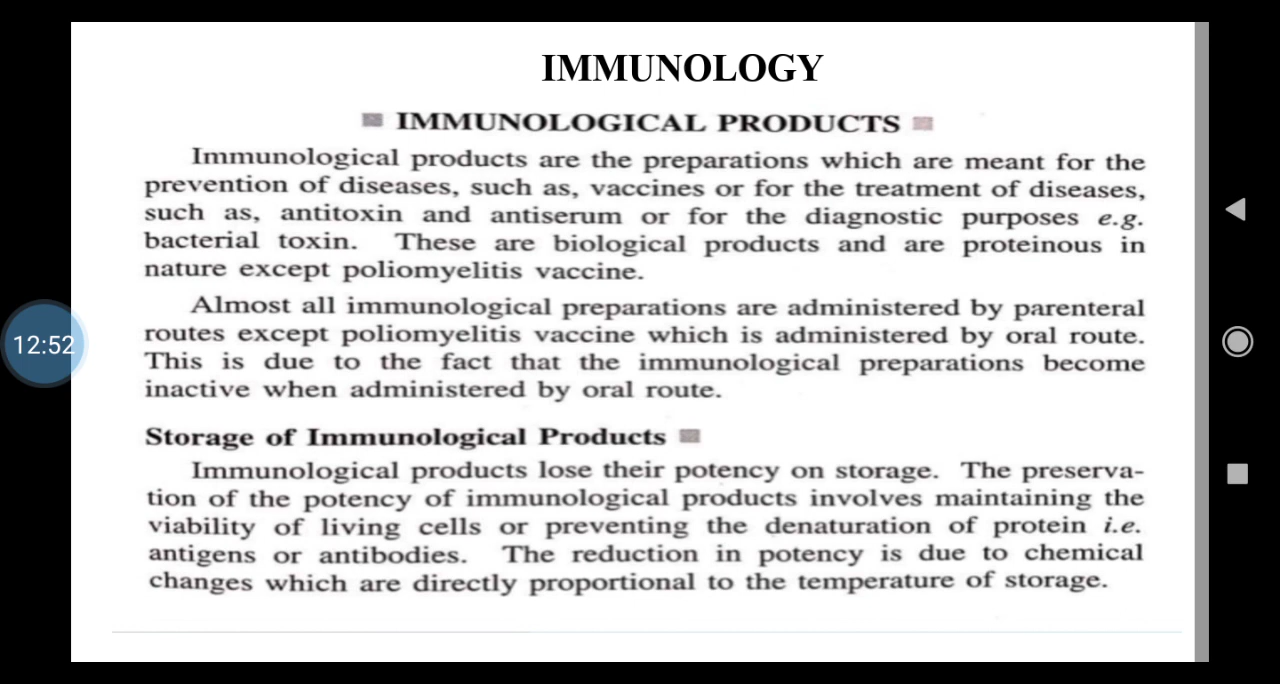 IMMUNOLOGY
IMMUNOLOGICAL PRODUCTS
Immunological products are the preparations which are meant for the
prevention of diseases, such as, vaccines or for the treatment of diseases,
such as, antitoxin and antiserum or for the diagnostic purposes e.g.
bacterial toxin. These are biological products and are proteinous in
nature except poliomyelitis vaccine.
Almost all immunological preparations are administered by parenteral
routes except poliomyelitis vaccine which is administered by oral route.
This is due to the fact that the immunological preparations become
inactive when administered by oral route.
12:52
Storage of Immunological Products
Immunological products lose their potency on storage. The preserva-
tion of the potency of immunological products involves maintaining the
viability of living cells or preventing the denaturation of protein i.e.
antigens or antibodies. The reduction in potency is due to chemical
changes which are directly proportional to the temperature of storage.